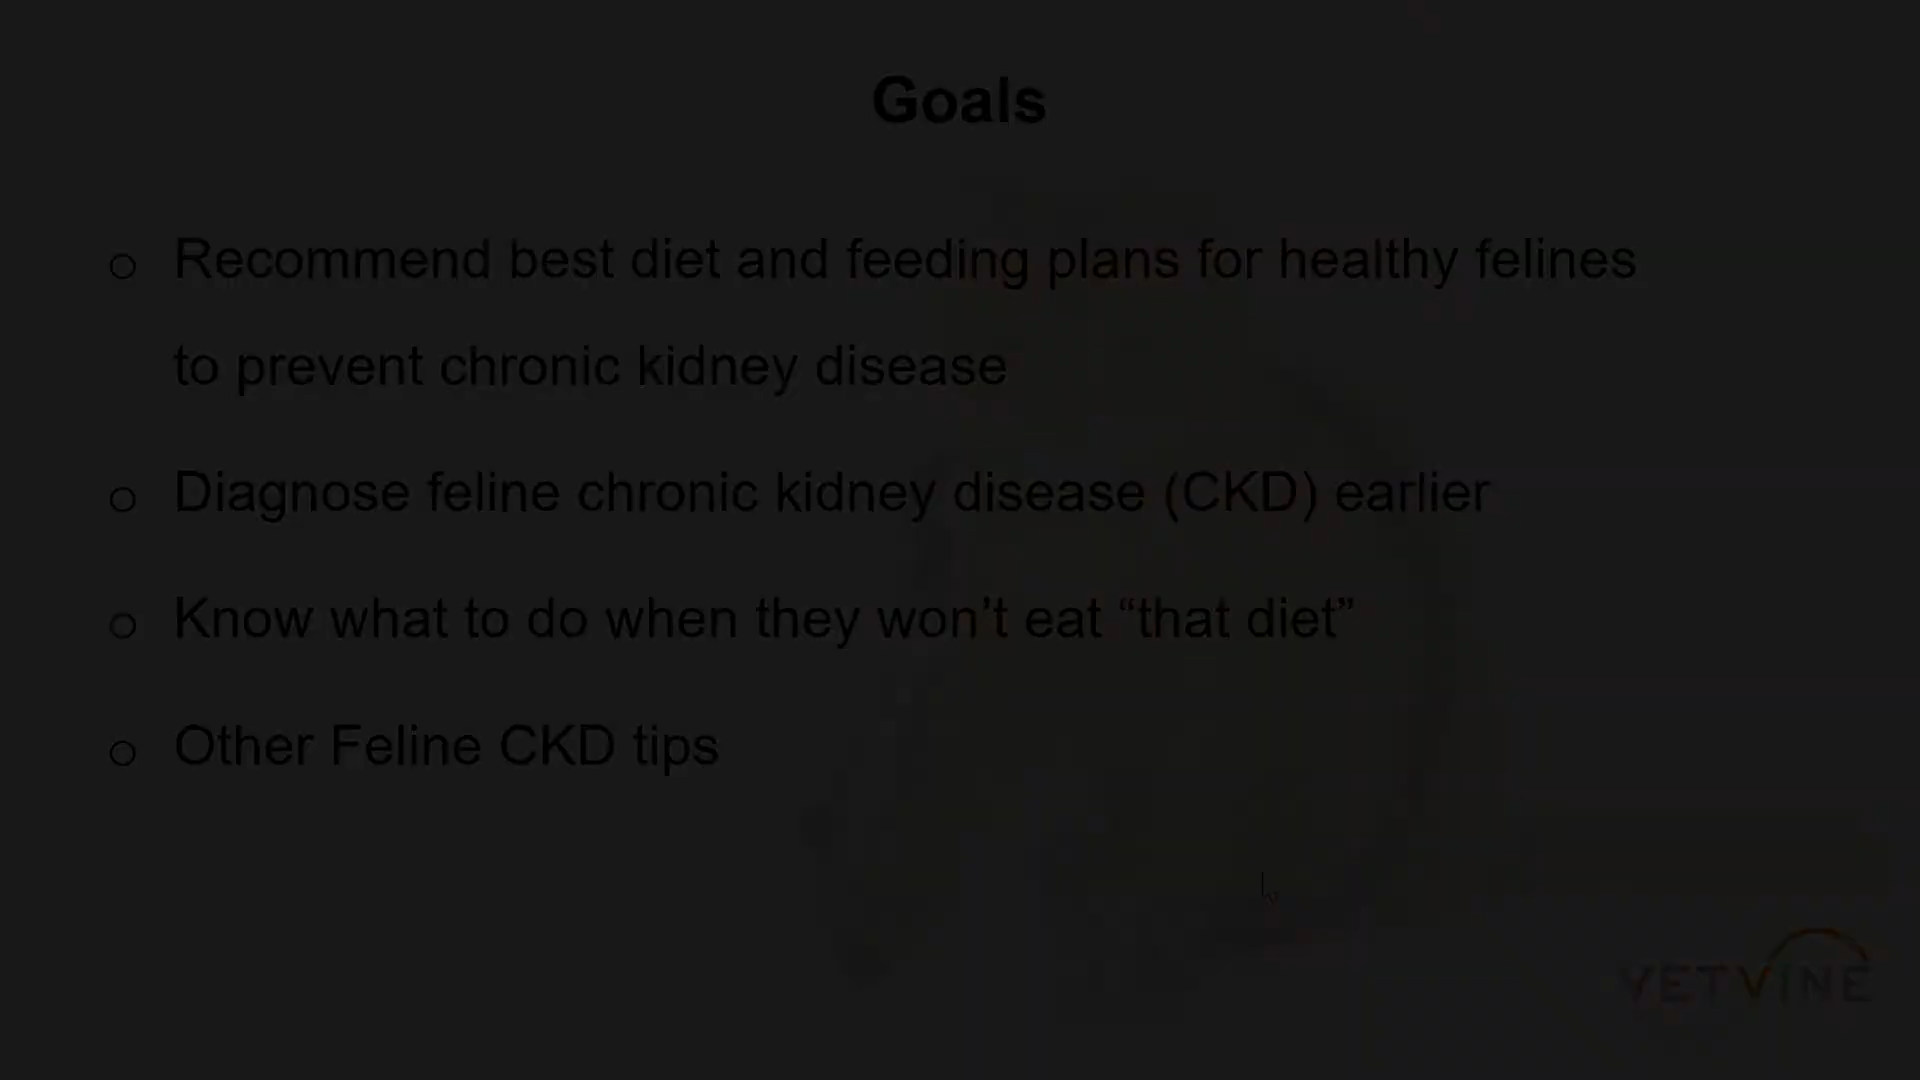 Goals
○ Recommend best diet and feeding plans for healthy felines
to prevent chronic kidney disease
○ Diagnose feline chronic kidney disease (CKD) earlier
○ Know what to do when they won’t eat “that diet”
○ Other Feline CKD tips
VETVINE